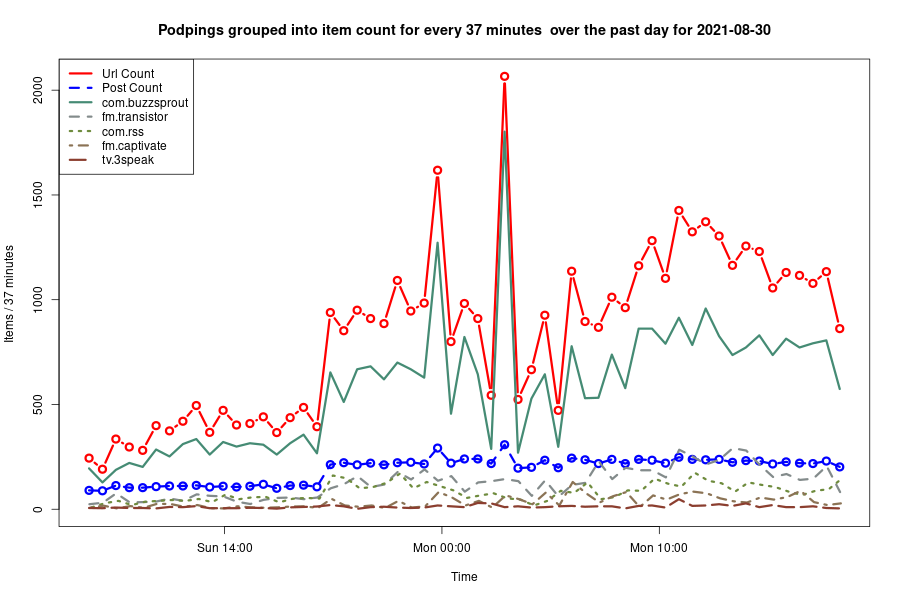 Podpings grouped into item count for every 37 minutes  over the past day for 2021-08-30
Url Count
Post Count
com.buzzsprout
fm.transistor
com.rss
fm.captivate
tv.3speak
2000
1500
1000
500
0
Items / 37 minutes
Sun 14:00
Mon 00:00
Mon 10:00
Time